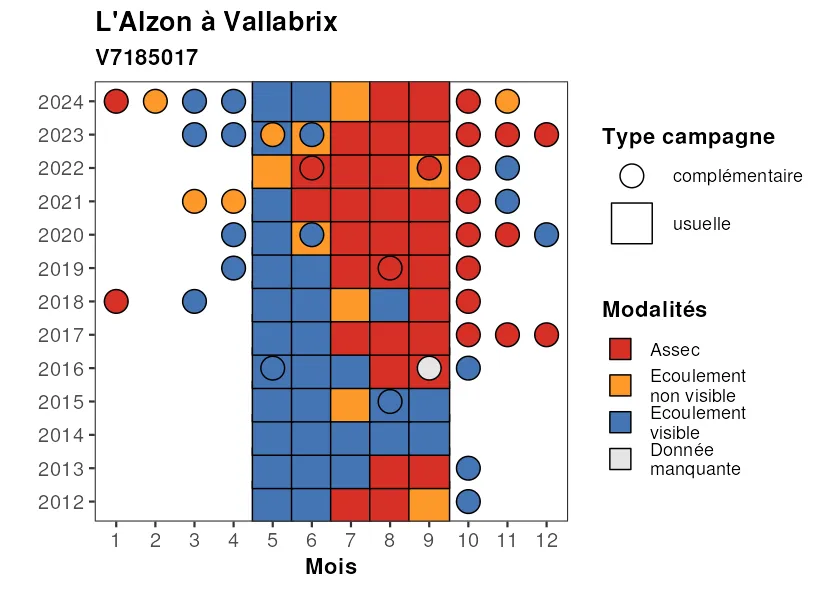 L'Alzon à Vallabrix
V7185017
2024
2023
2022
2021
2020
2019
2018
2017
2016
2015
2014
2013
2012
1 2 3 4 5 6 7 8 9 10 11 12
Mois
Type campagne
complémentaire
usuelle
Modalités
Assec
Ecoulement
non visible
Ecoulement
visible
Donnée
manquante